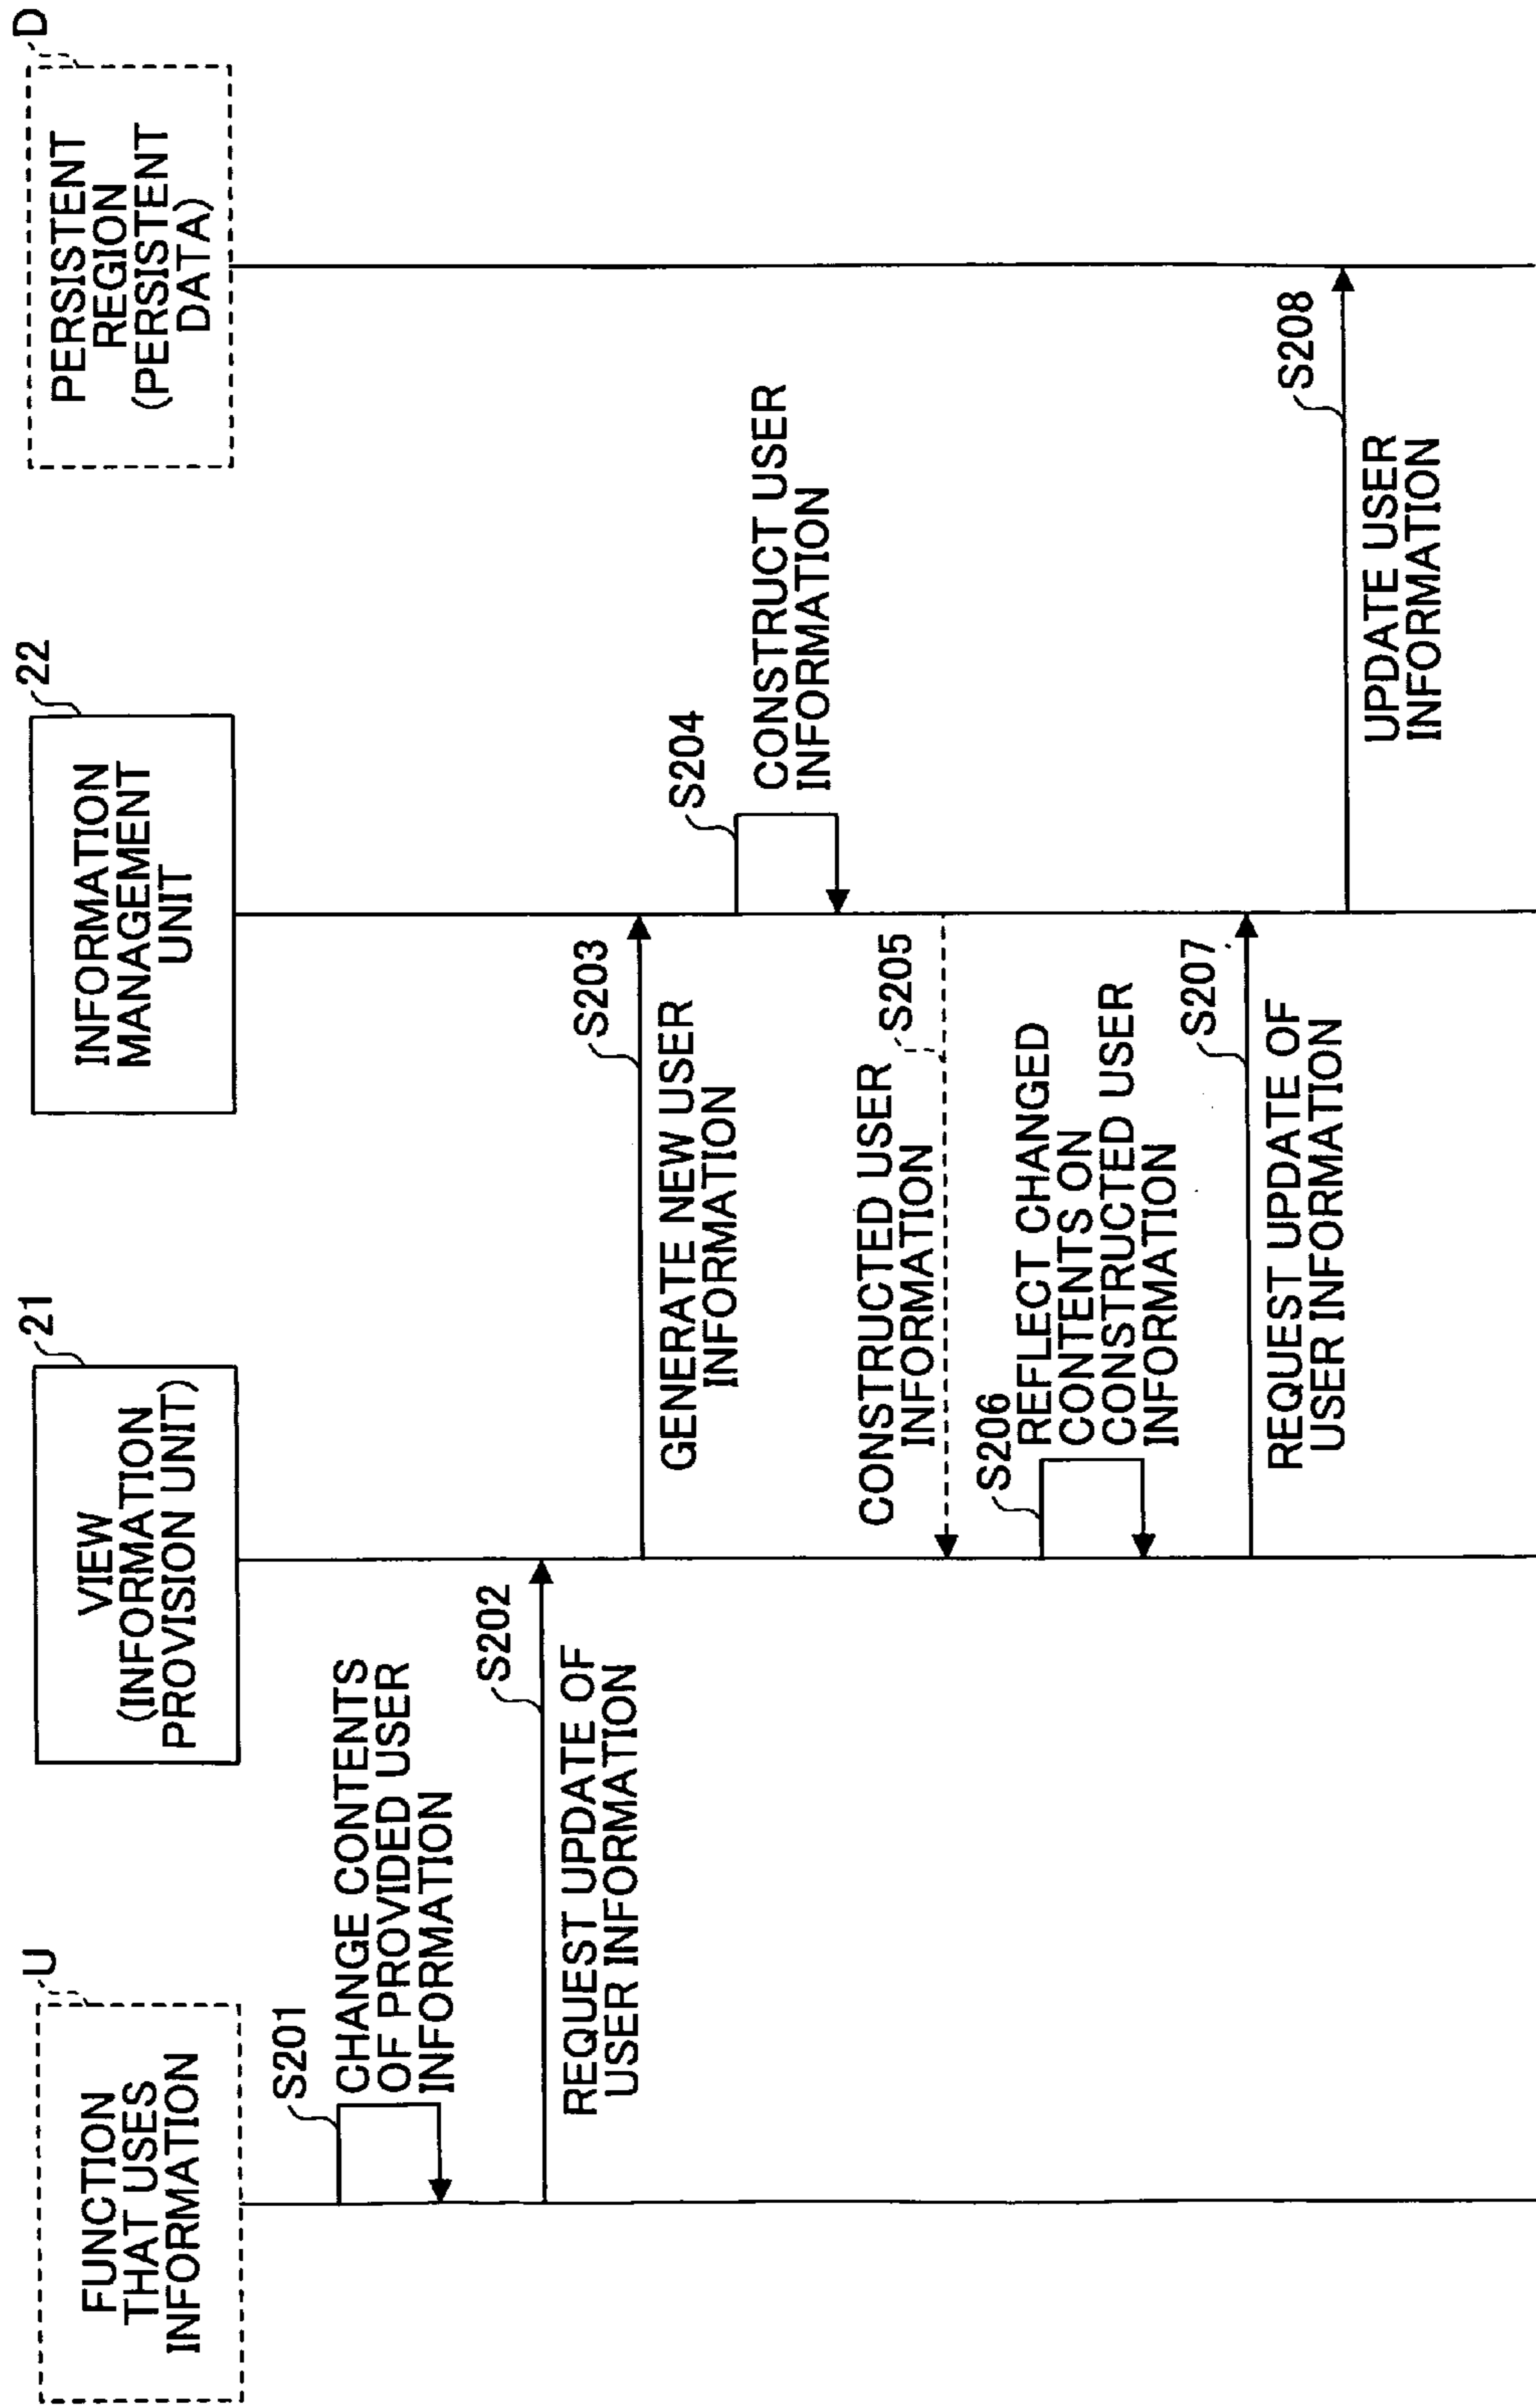 FUNCTION
THAT USES
INFORMATION
U
VIEW
(INFORMATION
PROVISION UNIT)
21
INFORMATION
MANAGEMENT
UNIT
22
PERSISTENT
REGION
(PERSISTENT
DATA)
D
S201
CHANGE CONTENTS
OF PROVIDED USER
INFORMATION
S202
REQUEST UPDATE OF
USER INFORMATION
S203
GENERATE NEW USER
INFORMATION
S204
CONSTRUCT USER
INFORMATION
S205
CONSTRUCTED USER
INFORMATION
S206
REFLECT CHANGED
CONTENTS ON
CONSTRUCTED USER
INFORMATION
S207
REQUEST UPDATE OF
USER INFORMATION
S208
UPDATE USER
INFORMATION